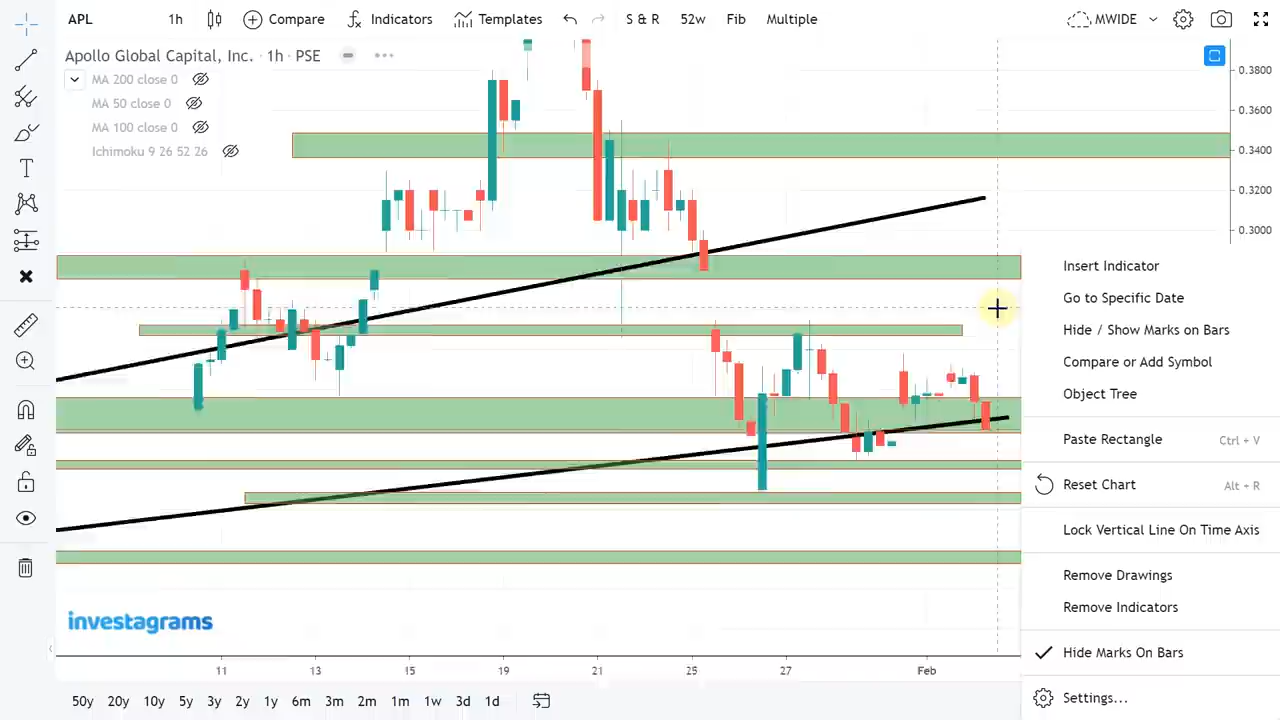 APL 1h Compare Indicators Templates S & R 52w Fib Multiple MWIDE
Apollo Global Capital, Inc. · 1h · PSE
MA 200 close 0
MA 50 close 0
MA 100 close 0
Ichimoku 9 26 52 26
0.3800
0.3600
0.3400
0.3200
0.3000
Insert Indicator
Go to Specific Date
Hide / Show Marks on Bars
Compare or Add Symbol
Object Tree
Paste Rectangle Ctrl + V
Reset Chart Alt + R
Lock Vertical Line On Time Axis
Remove Drawings
Remove Indicators
Hide Marks On Bars
Settings...
investagrams
11 13 15 19 21 25 27 Feb
50y 20y 10y 5y 3y 2y 1y 6m 3m 2m 1m 1w 3d 1d